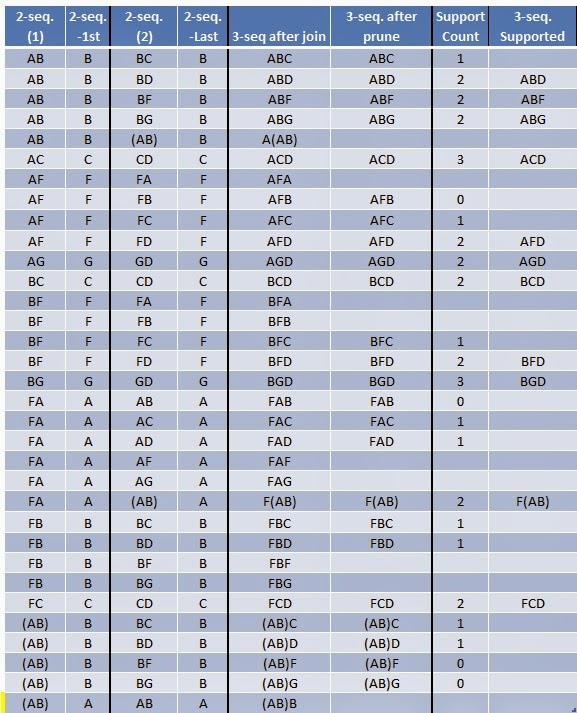 2-seq. (1) 2-seq. -1st 2-seq. (2) 2-seq. -Last 3-seq after join 3-seq. after prune Support Count 3-seq. Supported
AB B BC B ABC ABC 1
AB B BD B ABD ABD 2 ABD
AB B BF B ABF ABF 2 ABF
AB B BG B ABG ABG 2 ABG
AB B (AB) B A(AB)
AC C CD C ACD ACD 3 ACD
AF F FA F AFA
AF F FB F AFB AFB 0
AF F FC F AFC AFC 1
AF F FD F AFD AFD 2 AFD
AG G GD G AGD AGD 2 AGD
BC C CD C BCD BCD 2 BCD
BF F FA F BFA
BF F FB F BFB
BF F FC F BFC BFC 1
BF F FD F BFD BFD 2 BFD
BG G GD G BGD BGD 3 BGD
FA A AB A FAB FAB 0
FA A AC A FAC FAC 1
FA A AD A FAD FAD 1
FA A AF A FAF
FA A AG A FAG
FA A (AB) A F(AB) F(AB) 2 F(AB)
FB B BC B FBC FBC 1
FB B BD B FBD FBD 1
FB B BF B FBF
FB B BG B FBG
FC C CD C FCD FCD 2 FCD
(AB) B BC B (AB)C (AB)C 1
(AB) B BD B (AB)D (AB)D 1
(AB) B BF B (AB)F (AB)F 0
(AB) B BG B (AB)G (AB)G 0
(AB) A AB A (AB)B